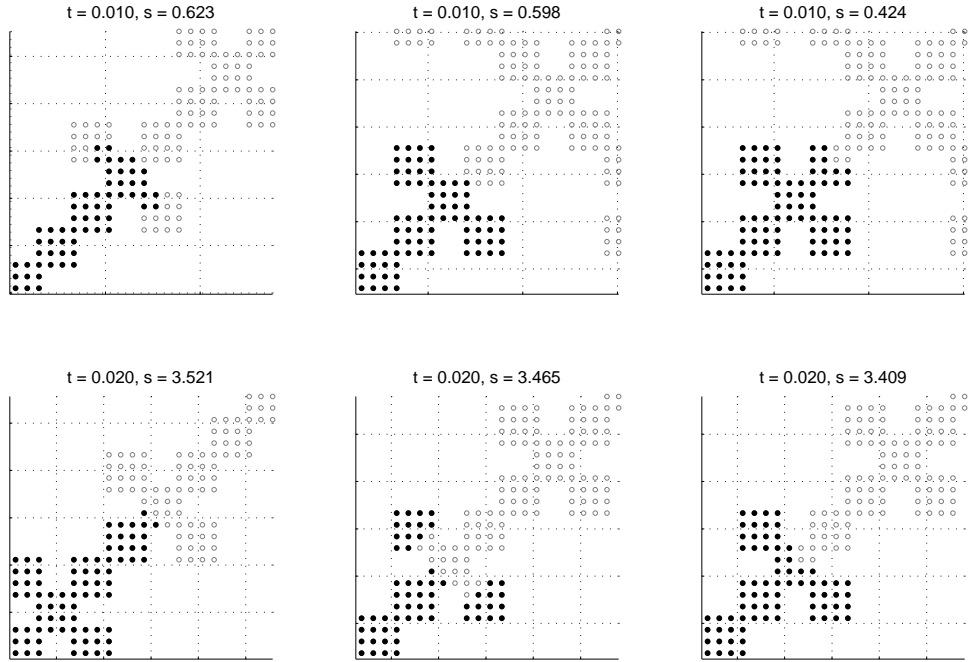 t = 0.010, s = 0.623
t = 0.010, s = 0.598
t = 0.010, s = 0.424
t = 0.020, s = 3.521
t = 0.020, s = 3.465
t = 0.020, s = 3.409